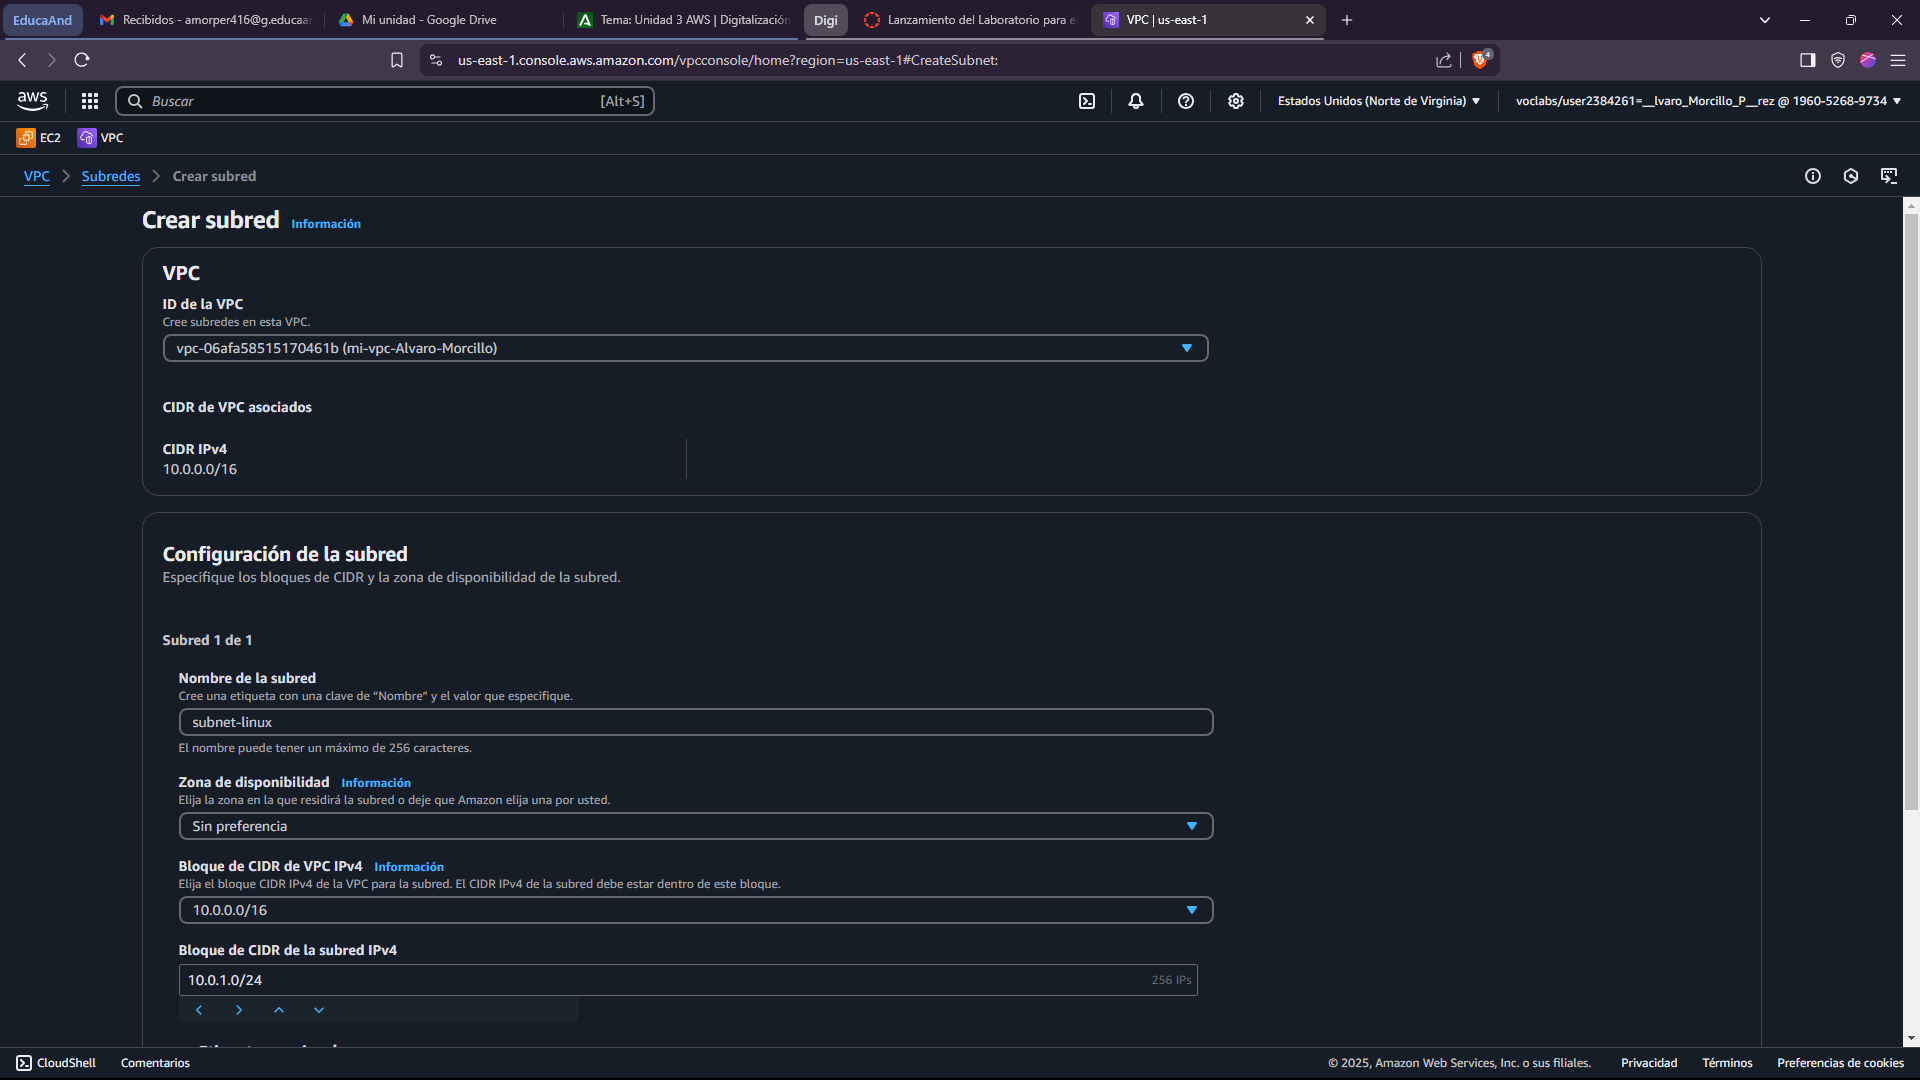 EducaAnd
Recibidos - amorper416@g.educaan
Mi unidad - Google Drive
Tema: Unidad 3 AWS | Digitalización
Digi
Lanzamiento del Laboratorio para e
VPC | us-east-1
us-east-1.console.aws.amazon.com/vpcconsole/home?region=us-east-1#CreateSubnet:
4
aws
Buscar
[Alt+S]
Estados Unidos (Norte de Virginia)
voclabs/user2384261=__lvaro_Morcillo_P__rez @ 1960-5268-9734
EC2
VPC
VPC
Subredes
Crear subred
Crear subred
Información
VPC
ID de la VPC
Cree subredes en esta VPC.
vpc-06afa58515170461b (mi-vpc-Alvaro-Morcillo)
CIDR de VPC asociados
CIDR IPv4
10.0.0.0/16
Configuración de la subred
Especifique los bloques de CIDR y la zona de disponibilidad de la subred.
Subred 1 de 1
Nombre de la subred
Cree una etiqueta con una clave de “Nombre” y el valor que especifique.
subnet-linux
El nombre puede tener un máximo de 256 caracteres.
Zona de disponibilidad
Información
Elija la zona en la que residirá la subred o deje que Amazon elija una por usted.
Sin preferencia
Bloque de CIDR de VPC IPv4
Información
Elija el bloque CIDR IPv4 de la VPC para la subred. El CIDR IPv4 de la subred debe estar dentro de este bloque.
10.0.0.0/16
Bloque de CIDR de la subred IPv4
10.0.1.0/24
256 IPs
CloudShell
Comentarios
© 2025, Amazon Web Services, Inc. o sus filiales.
Privacidad
Términos
Preferencias de cookies